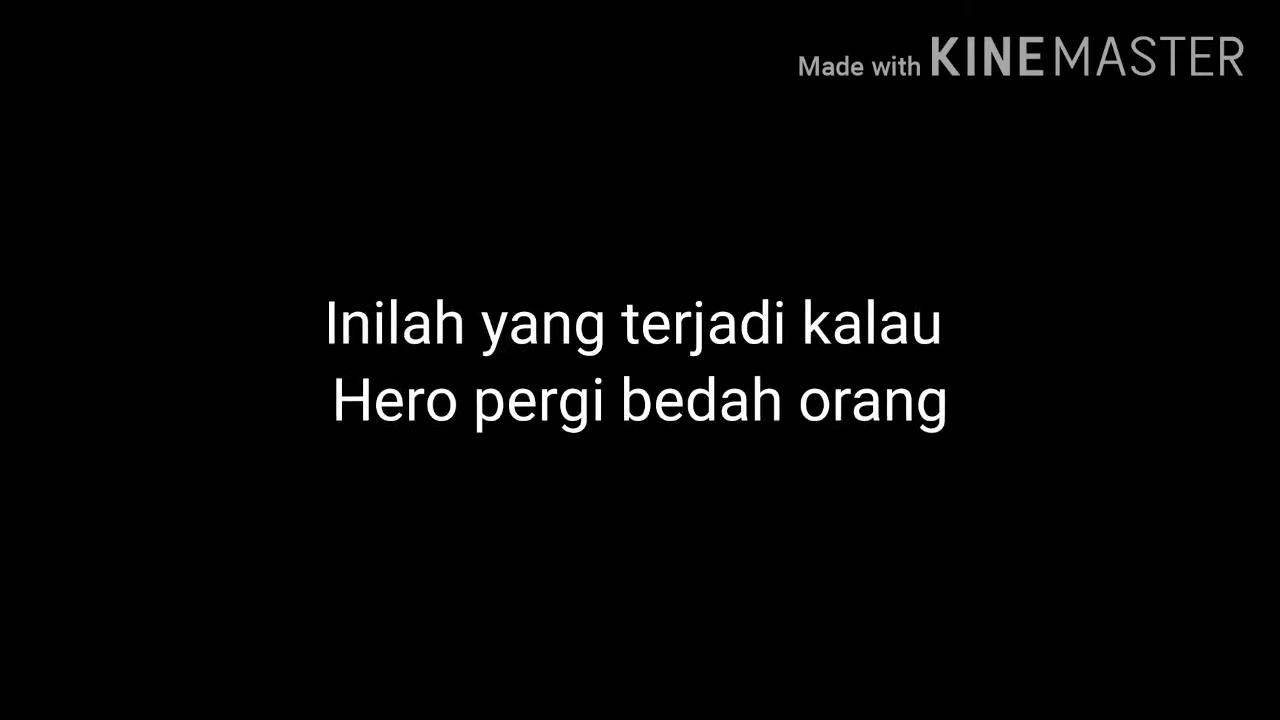 Made with KINEMASTER
Inilah yang terjadi kalau
Hero pergi bedah orang